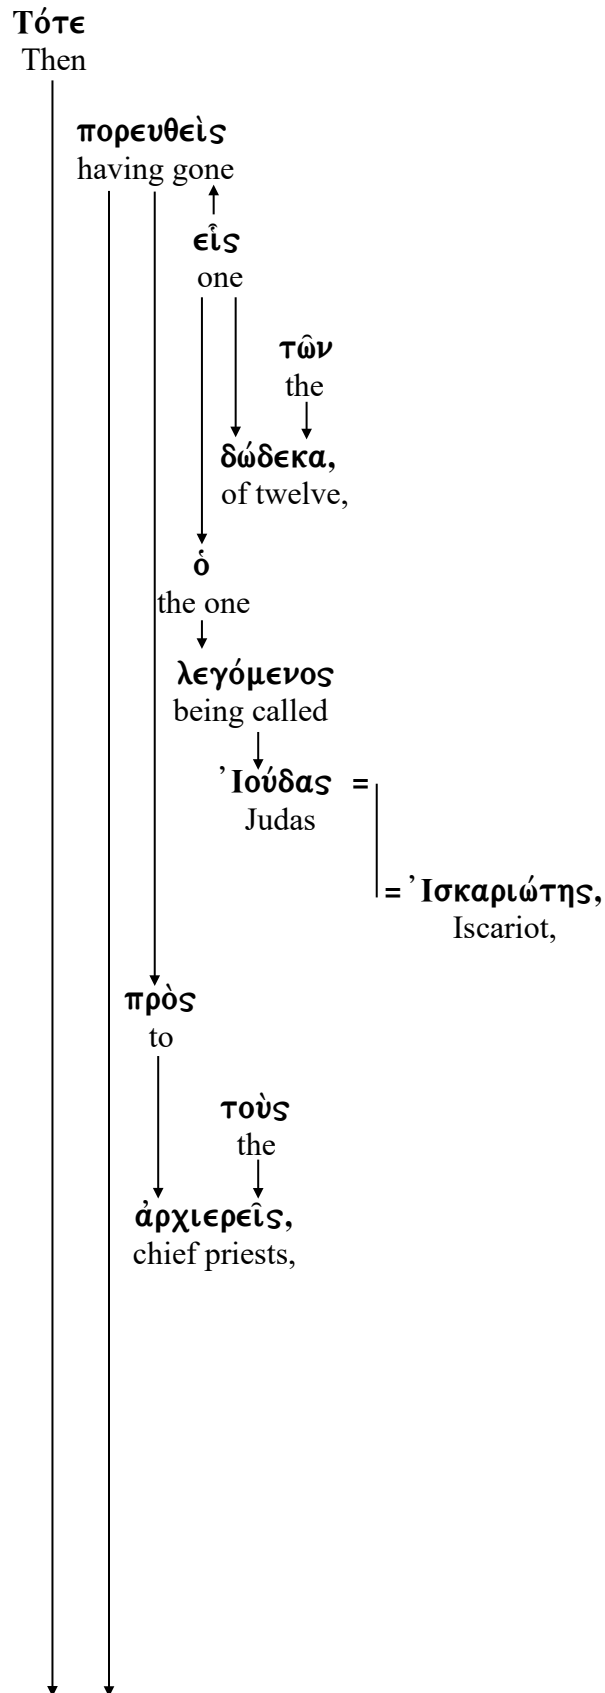 Τότε
Then
πορευθεὶς
having gone
εἷς
one
τῶν
the
δώδεκα,
of twelve,
ὁ
the one
λεγόμενος
being called
Ἰούδας =
Judas
= Ἰσκαριώτης,
Iscariot,
πρὸς
to
τοὺς
the
ἀρχιερεῖς,
chief priests,